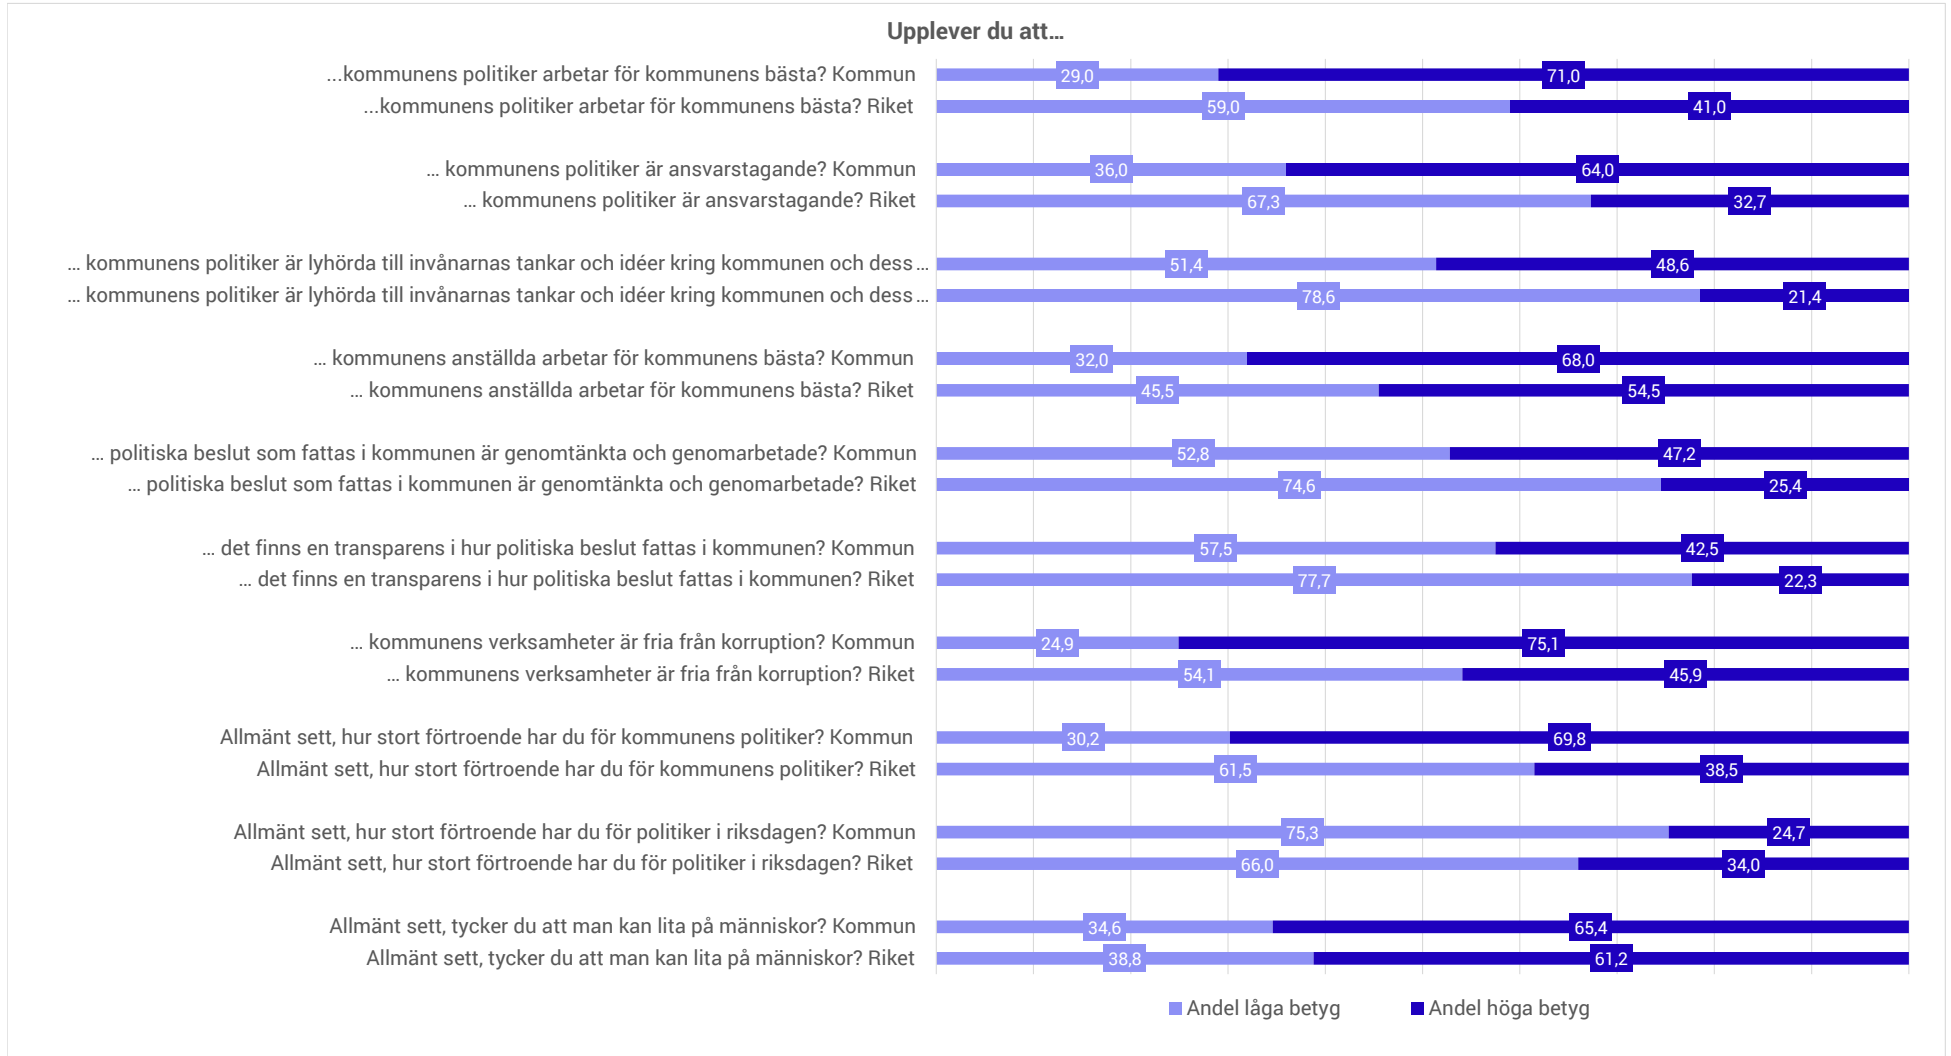 Upplever du att…
...kommunens politiker arbetar för kommunens bästa? Kommun 29,0 71,0
...kommunens politiker arbetar för kommunens bästa? Riket 59,0 41,0
... kommunens politiker är ansvarstagande? Kommun 36,0 64,0
... kommunens politiker är ansvarstagande? Riket 67,3 32,7
... kommunens politiker är lyhörda till invånarnas tankar och idéer kring kommunen och dess … 51,4 48,6
... kommunens politiker är lyhörda till invånarnas tankar och idéer kring kommunen och dess … 78,6 21,4
... kommunens anställda arbetar för kommunens bästa? Kommun 32,0 68,0
... kommunens anställda arbetar för kommunens bästa? Riket 45,5 54,5
... politiska beslut som fattas i kommunen är genomtänkta och genomarbetade? Kommun 52,8 47,2
... politiska beslut som fattas i kommunen är genomtänkta och genomarbetade? Riket 74,6 25,4
... det finns en transparens i hur politiska beslut fattas i kommunen? Kommun 57,5 42,5
... det finns en transparens i hur politiska beslut fattas i kommunen? Riket 77,7 22,3
... kommunens verksamheter är fria från korruption? Kommun 24,9 75,1
... kommunens verksamheter är fria från korruption? Riket 54,1 45,9
Allmänt sett, hur stort förtroende har du för kommunens politiker? Kommun 30,2 69,8
Allmänt sett, hur stort förtroende har du för kommunens politiker? Riket 61,5 38,5
Allmänt sett, hur stort förtroende har du för politiker i riksdagen? Kommun 75,3 24,7
Allmänt sett, hur stort förtroende har du för politiker i riksdagen? Riket 66,0 34,0
Allmänt sett, tycker du att man kan lita på människor? Kommun 34,6 65,4
Allmänt sett, tycker du att man kan lita på människor? Riket 38,8 61,2
Andel låga betyg Andel höga betyg